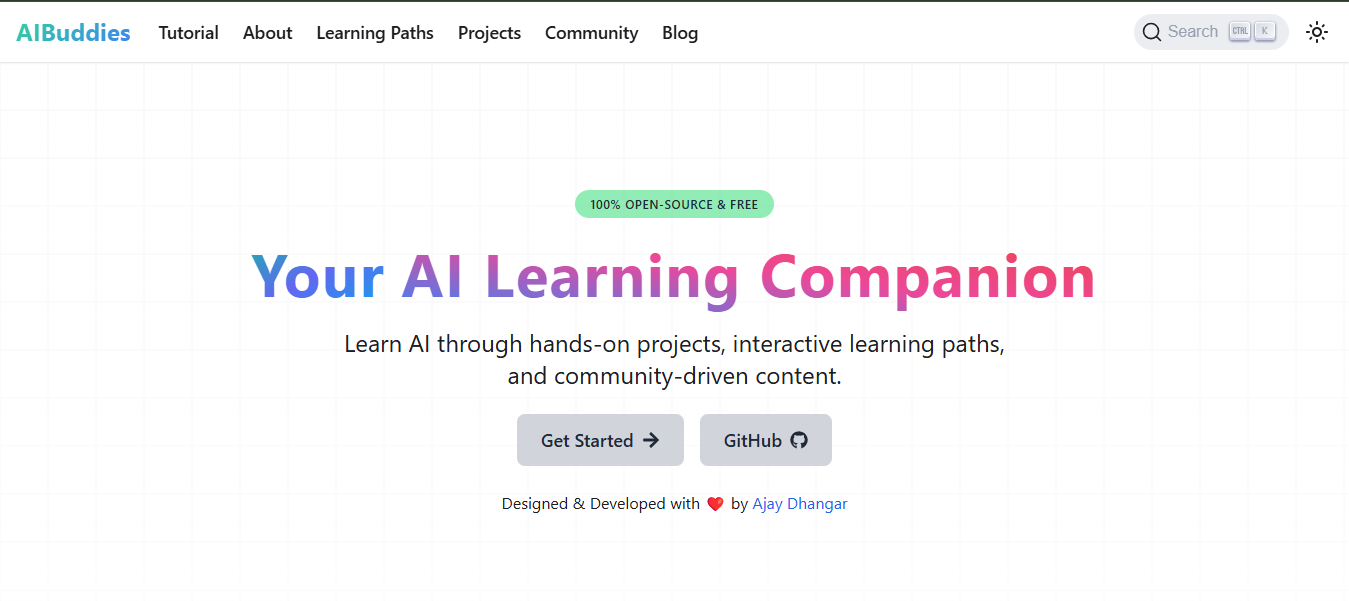 AIBuddies Tutorial About Learning Paths Projects Community Blog Search CTRL K
100% OPEN-SOURCE & FREE
Your AI Learning Companion
Learn AI through hands-on projects, interactive learning paths,
and community-driven content.
Get Started → GitHub
Designed & Developed with ❤️ by Ajay Dhangar